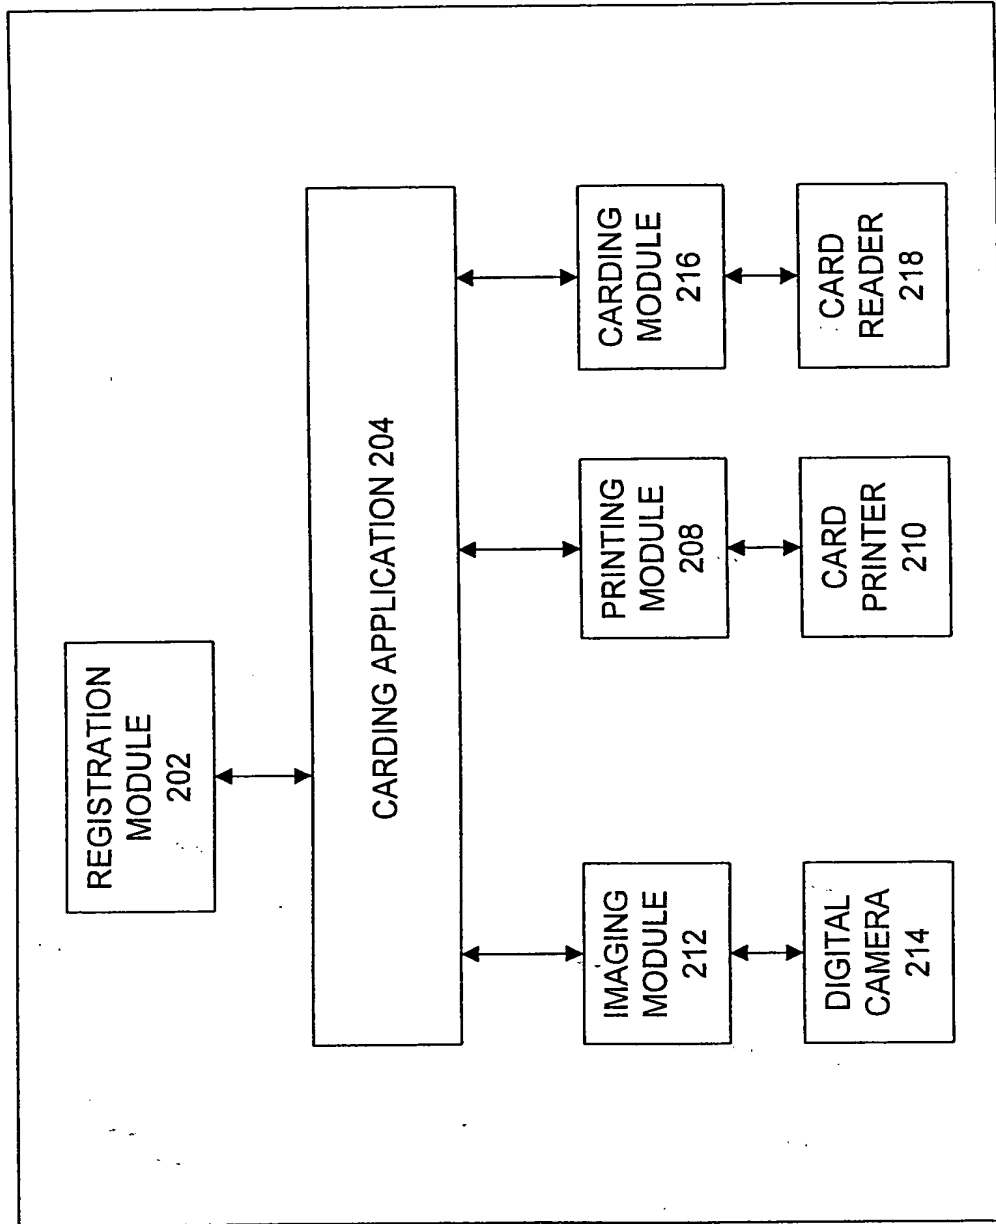 REGISTRATION
MODULE
202
CARDING APPLICATION 204
IMAGING
MODULE
212
PRINTING
MODULE
208
CARDING
MODULE
216
DIGITAL
CAMERA
214
CARD
PRINTER
210
CARD
READER
218